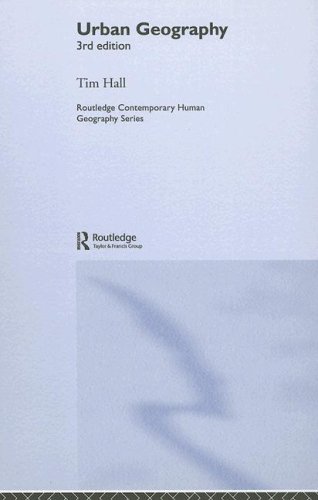 Urban Geography
3rd edition
Tim Hall
Routledge Contemporary Human
Geography Series
Routledge
Taylor & Francis Group